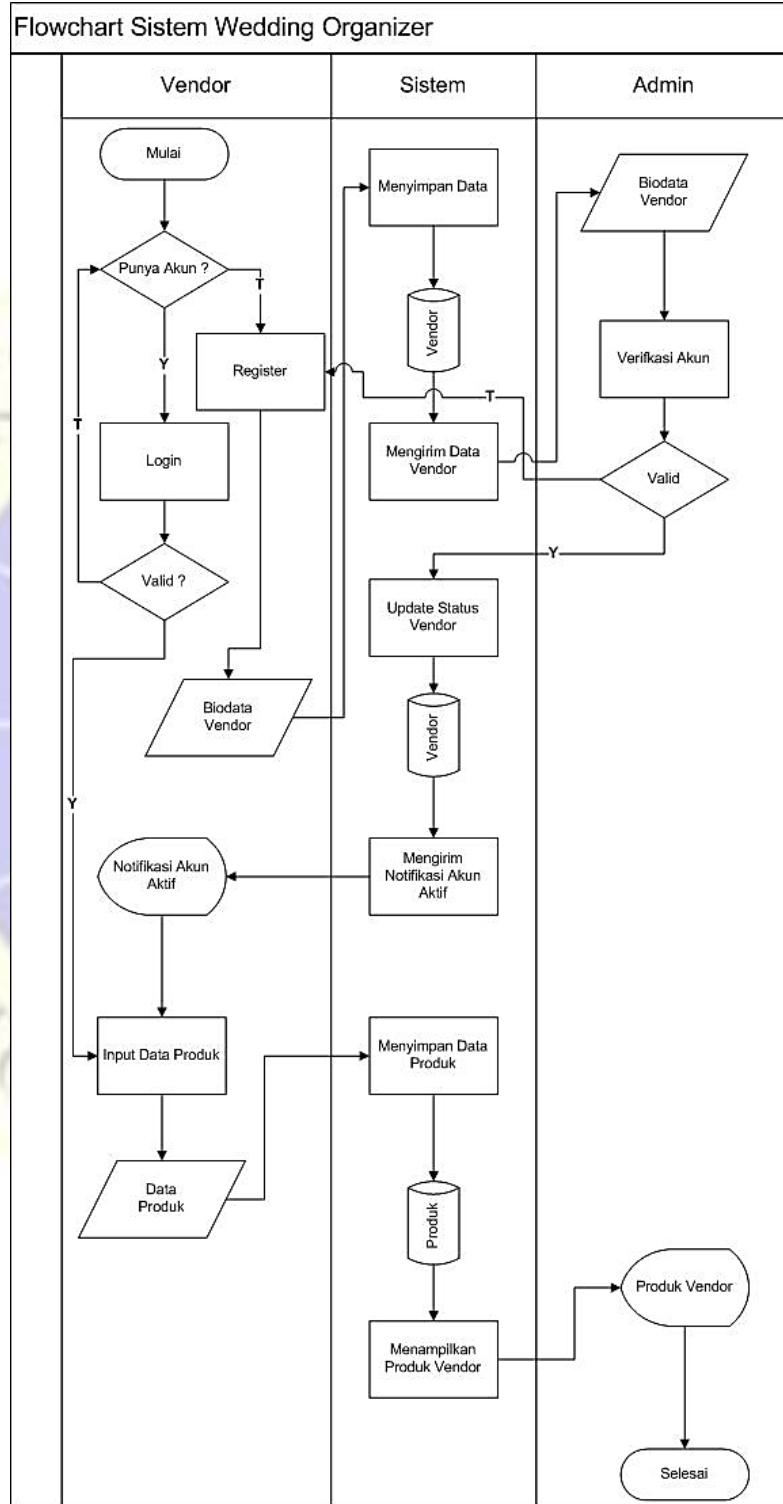 Flowchart Sistem Wedding Organizer
Vendor
Sistem
Admin
Mulai
Punya Akun ?
T
Y
Register
Login
T
Valid ?
Y
Biodata
Vendor
Menyimpan Data
Vendor
Mengirim Data
Vendor
Biodata
Vendor
Verifkasi Akun
Valid
T
Y
Update Status
Vendor
Vendor
Mengirim
Notifikasi Akun
Aktif
Notifikasi Akun
Aktif
Input Data Produk
Data
Produk
Menyimpan Data
Produk
Produk
Menampilkan
Produk Vendor
Produk Vendor
Selesai